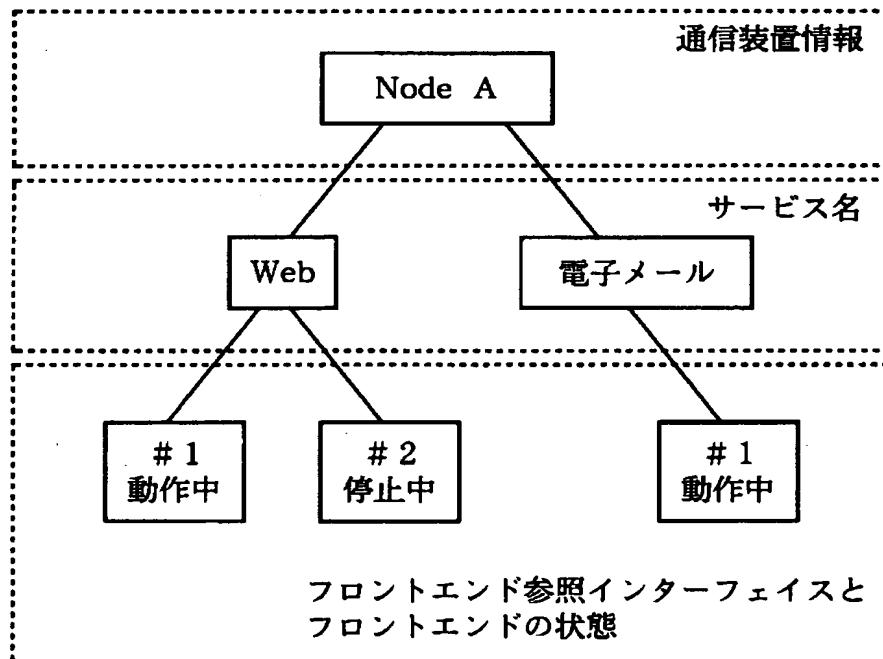 通信装置情報
Node A
サービス名
Web
電子メール
#1
動作中
#2
停止中
#1
動作中
フロントエンド参照インターフェイスと
フロントエンドの状態